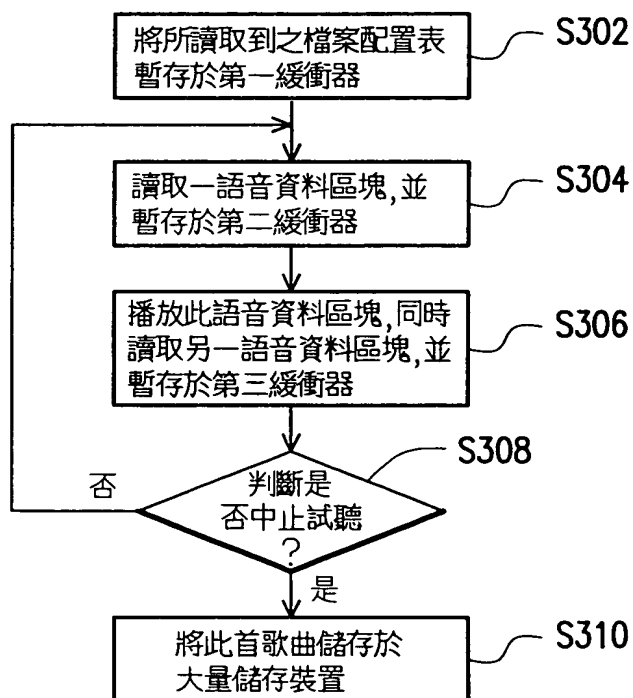 將所讀取到之檔案配置表
暫存於第一緩衝器
S302
讀取一語音資料區塊,並
暫存於第二緩衝器
S304
播放此語音資料區塊,同時
讀取另一語音資料區塊,並
暫存於第三緩衝器
S306
S308
否
判斷是
否中止試聽
?
是
將此首歌曲儲存於
大量儲存裝置
S310